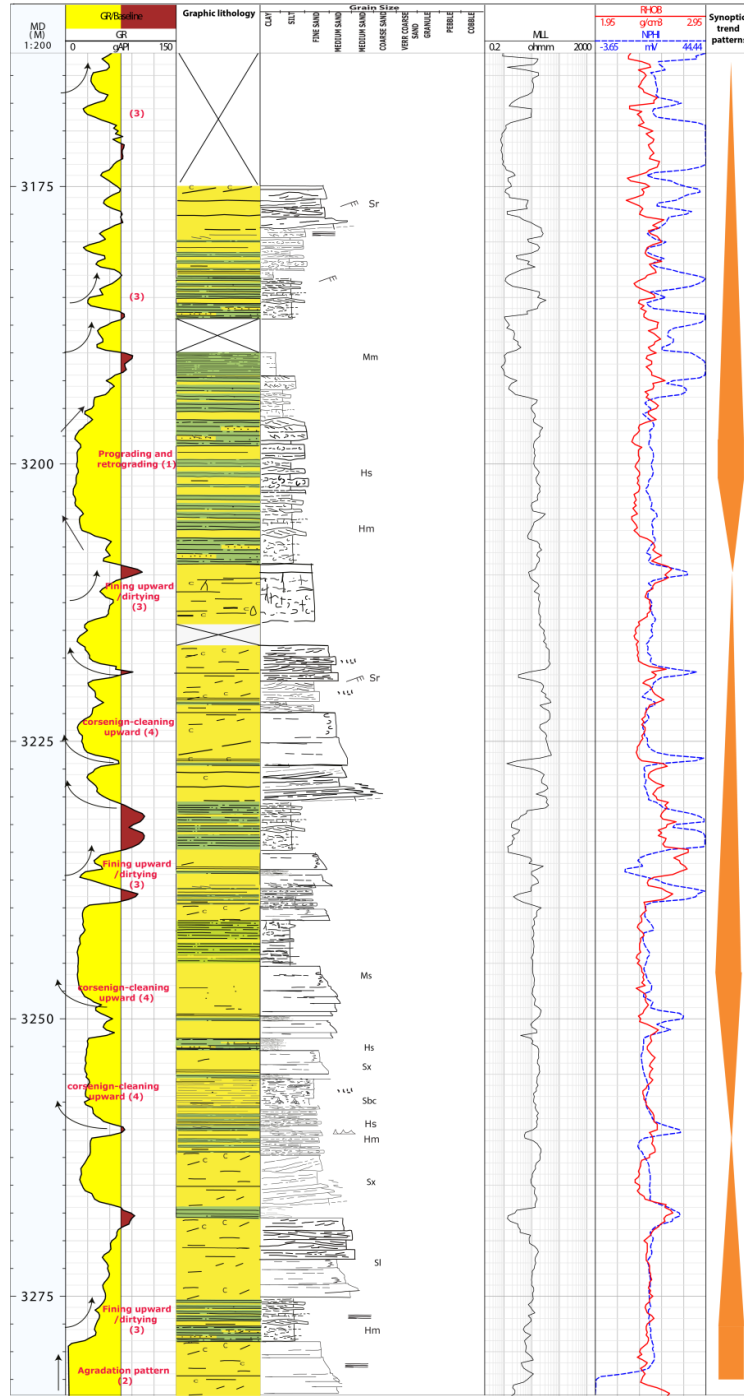 MD
(M)
1:200
GR/Baseline
GR
0 gAPI 150
Graphic lithology
Grain Size
CLAY
SILT
FINE SAND
MEDIUM SAND
MEDIUM SAND
COARSE SAND
VERR COARSE
SAND
GRANULE
PEBBLE
COBBLE
MLL
0.2 ohmm 2000
RHOB
1.95 g/cm3 2.95
NPHI
-3.65 mV 44.44
Synoptic
trend
patterns
(3)
3175
C
C
Sr
C
(3)
Mm
Prograding and
retrograding (1)
3200
Hs
Hm
Fining upward
/dirtying
(3)
C
C
C
C
C
C
C
Sr
C
corsenign-cleaning
upward (4)
C
3225
C
Fining upward
/dirtying
(3)
C
Ms
corsenign-cleaning
upward (4)
3250
Hs
Sx
corsenign-cleaning
upward (4)
Sbc
Hs
Hm
C
C
Sx
C
C
C
Sl
C
3275
Fining upward
/dirtying
(3)
Hm
Agradation pattern
(2)
C
C
C